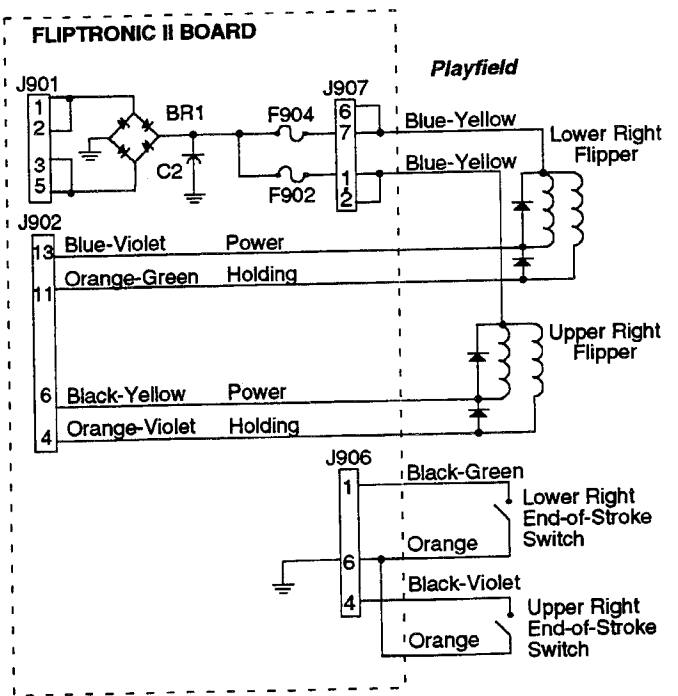 FLIPTRONIC II BOARD
Playfield
J901
J907
1
2
3
5
BR1
C2
F904
F902
6
7
1
2
Blue-Yellow
Blue-Yellow
Lower Right
Flipper
J902
13 Blue-Violet Power
11 Orange-Green Holding
Upper Right
Flipper
6 Black-Yellow Power
4 Orange-Violet Holding
J906
1
6
4
Black-Green
Lower Right
End-of-Stroke
Switch
Orange
Black-Violet
Upper Right
End-of-Stroke
Switch
Orange